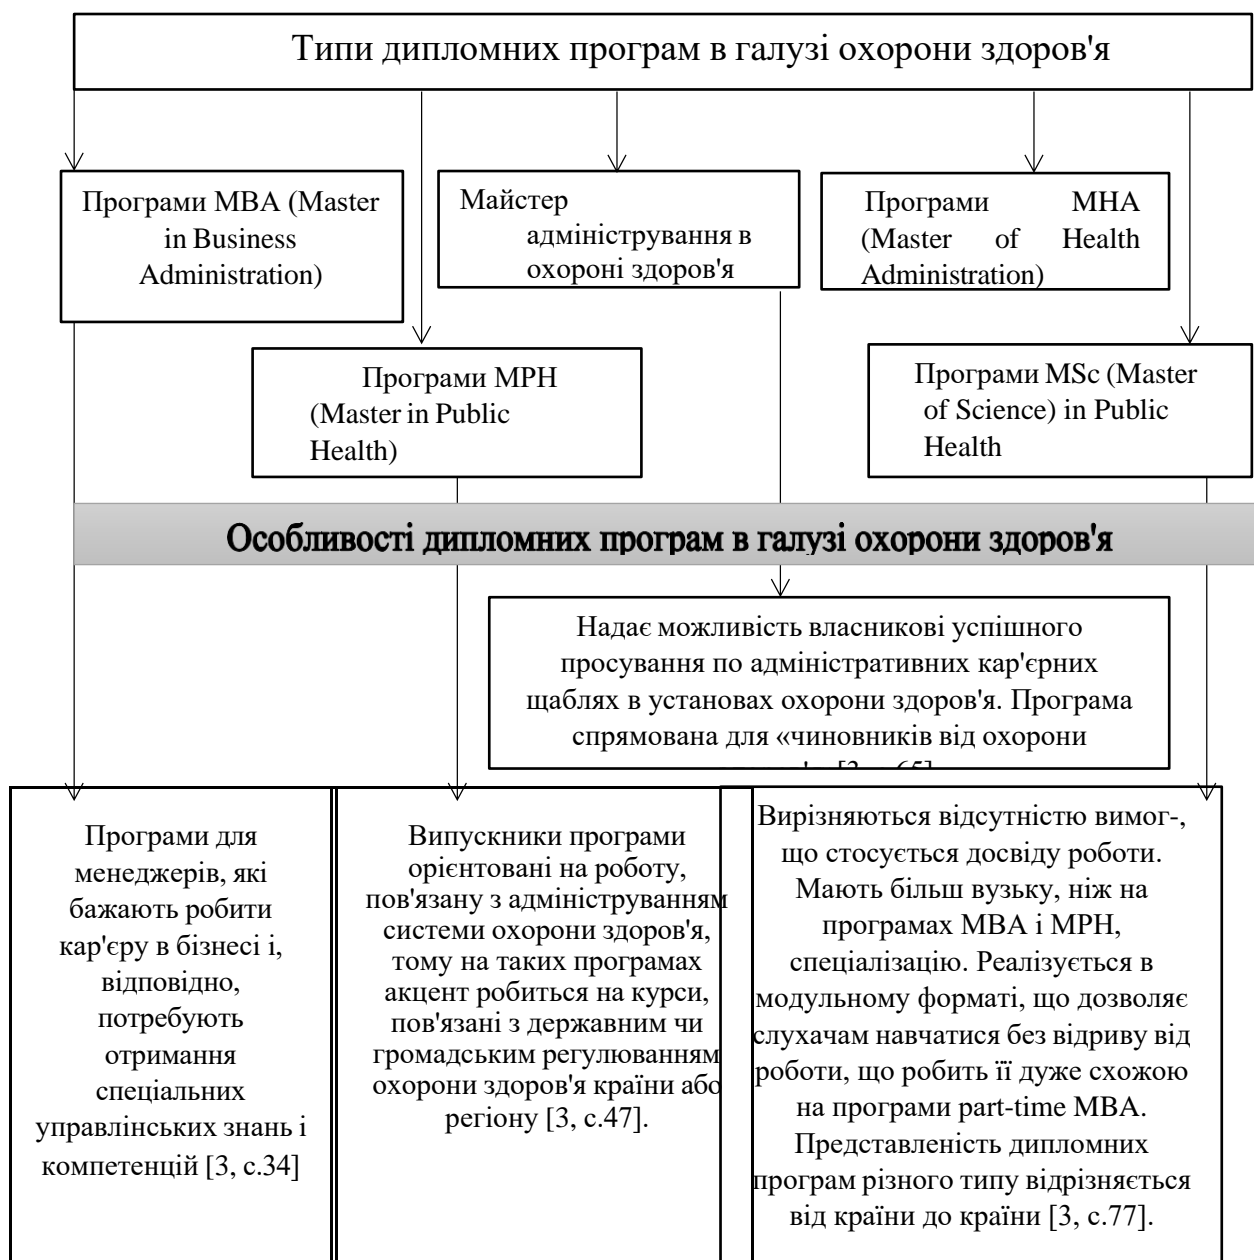 Типи дипломних програм в галузі охорони здоров'я
Програми MBA (Master
in Business
Administration)
Майстер
адміністрування в
охороні здоров'я
Програми MHA
(Master of Health
Administration)
Програми MPH
(Master in Public
Health)
Програми MSc (Master
of Science) in Public
Health
Особливості дипломних програм в галузі охорони здоров'я
Надає можливість власникові успішного
просування по адміністративних кар'єрних
щаблях в установах охорони здоров'я. Програма
спрямована для «чиновників від охорони
Програми для
менеджерів, які
бажають робити
кар'єру в бізнесі і,
відповідно,
потребують
отримання
спеціальних
управлінських знань і
компетенцій [3, с.34]
Випускники програми
орієнтовані на роботу,
пов'язану з адмініструванням
системи охорони здоров'я,
тому на таких програмах
акцент робиться на курси,
пов'язані з державним чи
громадським регулюванням
охорони здоров'я країни або
регіону [3, с.47].
Вирізняються відсутністю вимог-,
що стосується досвіду роботи.
Мають більш вузьку, ніж на
програмах MBA і MPH,
спеціалізацію. Реалізується в
модульному форматі, що дозволяє
слухачам навчатися без відриву від
роботи, що робить її дуже схожою
на програми part-time MBA.
Представленість дипломних
програм різного типу відрізняється
від країни до країни [3, с.77].